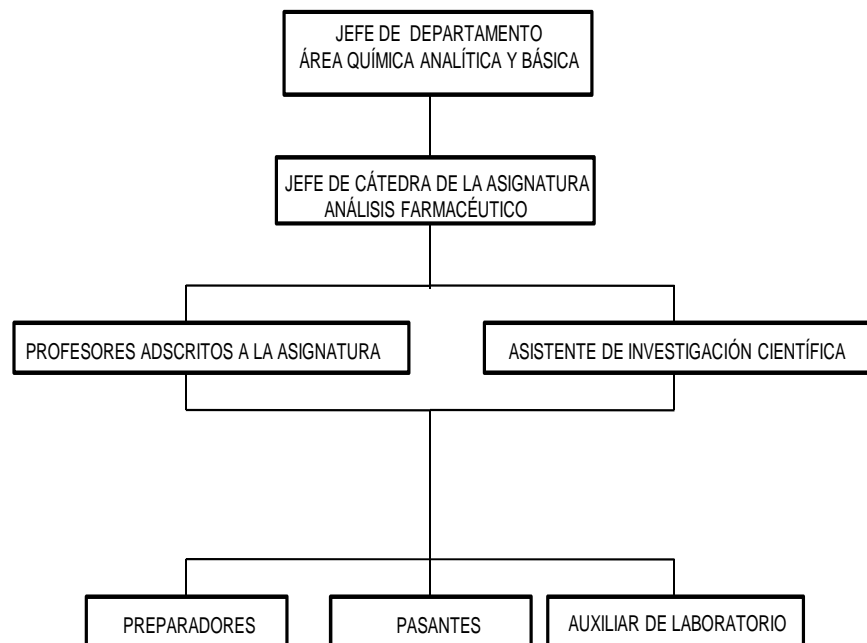 JEFE DE DEPARTAMENTO
ÁREA QUÍMICA ANALÍTICA Y BÁSICA
JEFE DE CÁTEDRA DE LA ASIGNATURA
ANÁLISIS FARMACÉUTICO
PROFESORES ADSCRITOS A LA ASIGNATURA
ASISTENTE DE INVESTIGACIÓN CIENTÍFICA
PREPARADORES
PASANTES
AUXILIAR DE LABORATORIO